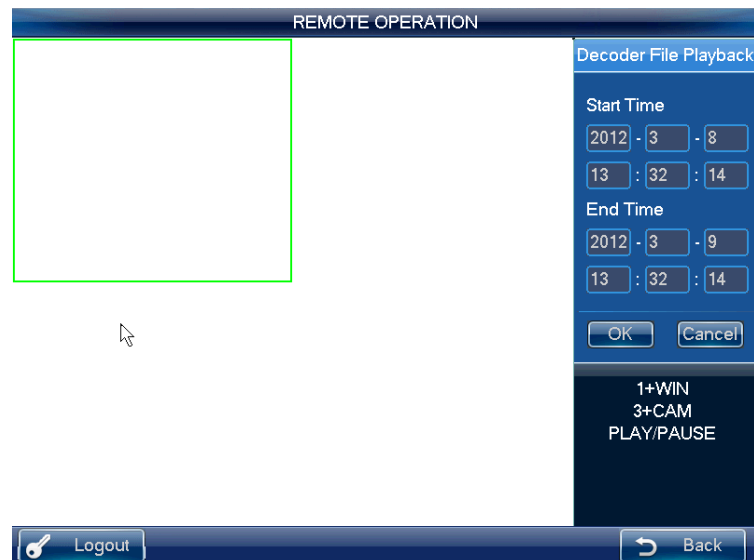 REMOTE OPERATION
Decoder File Playback
Start Time
2012 - 3 - 8
13 : 32 : 14
End Time
2012 - 3 - 9
13 : 32 : 14
OK Cancel
1+WIN
3+CAM
PLAY/PAUSE
Logout Back